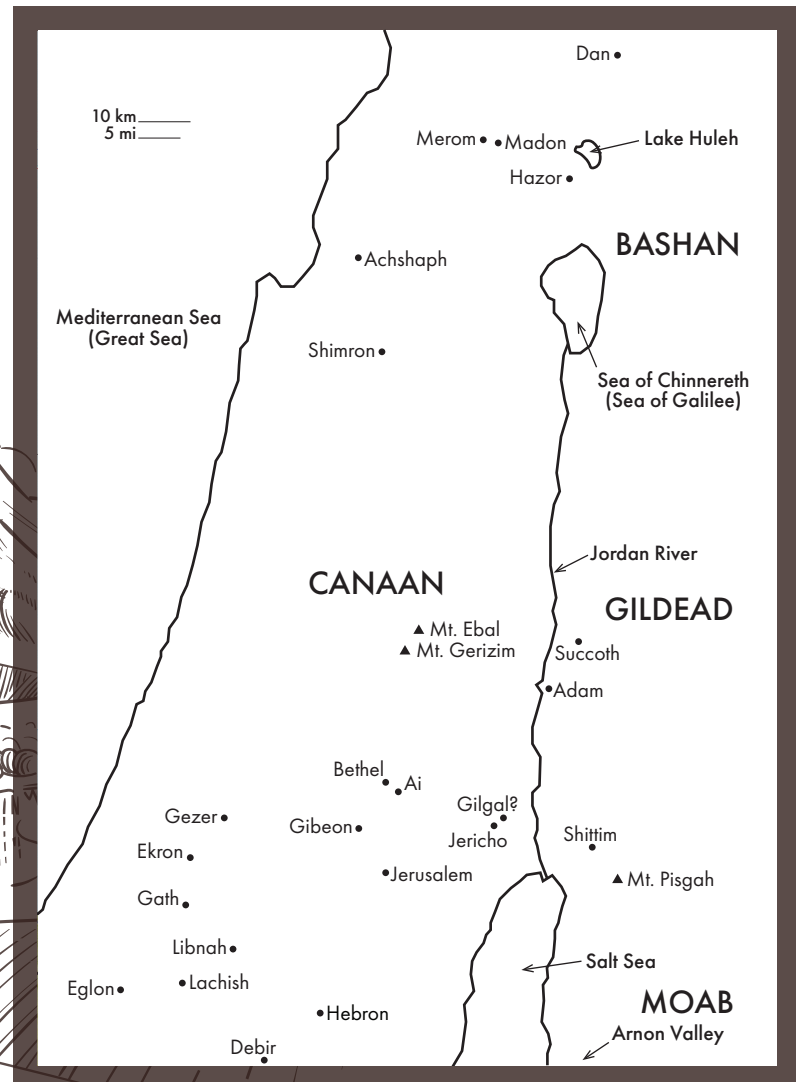 Dan
10 km
5 mi
Merom
Madon
Lake Huleh
Hazor
BASHAN
Achshaph
Mediterranean Sea
(Great Sea)
Shimron
Sea of Chinnereth
(Sea of Galilee)
Jordan River
CANAAN
GILDEAD
Mt. Ebal
Mt. Gerizim
Succoth
Adam
Bethel
Ai
Gilgal?
Gezer
Gibeon
Jericho
Shittim
Ekron
Jerusalem
Mt. Pisgah
Gath
Libnah
Salt Sea
Eglon
Lachish
MOAB
Hebron
Arnon Valley
Debir